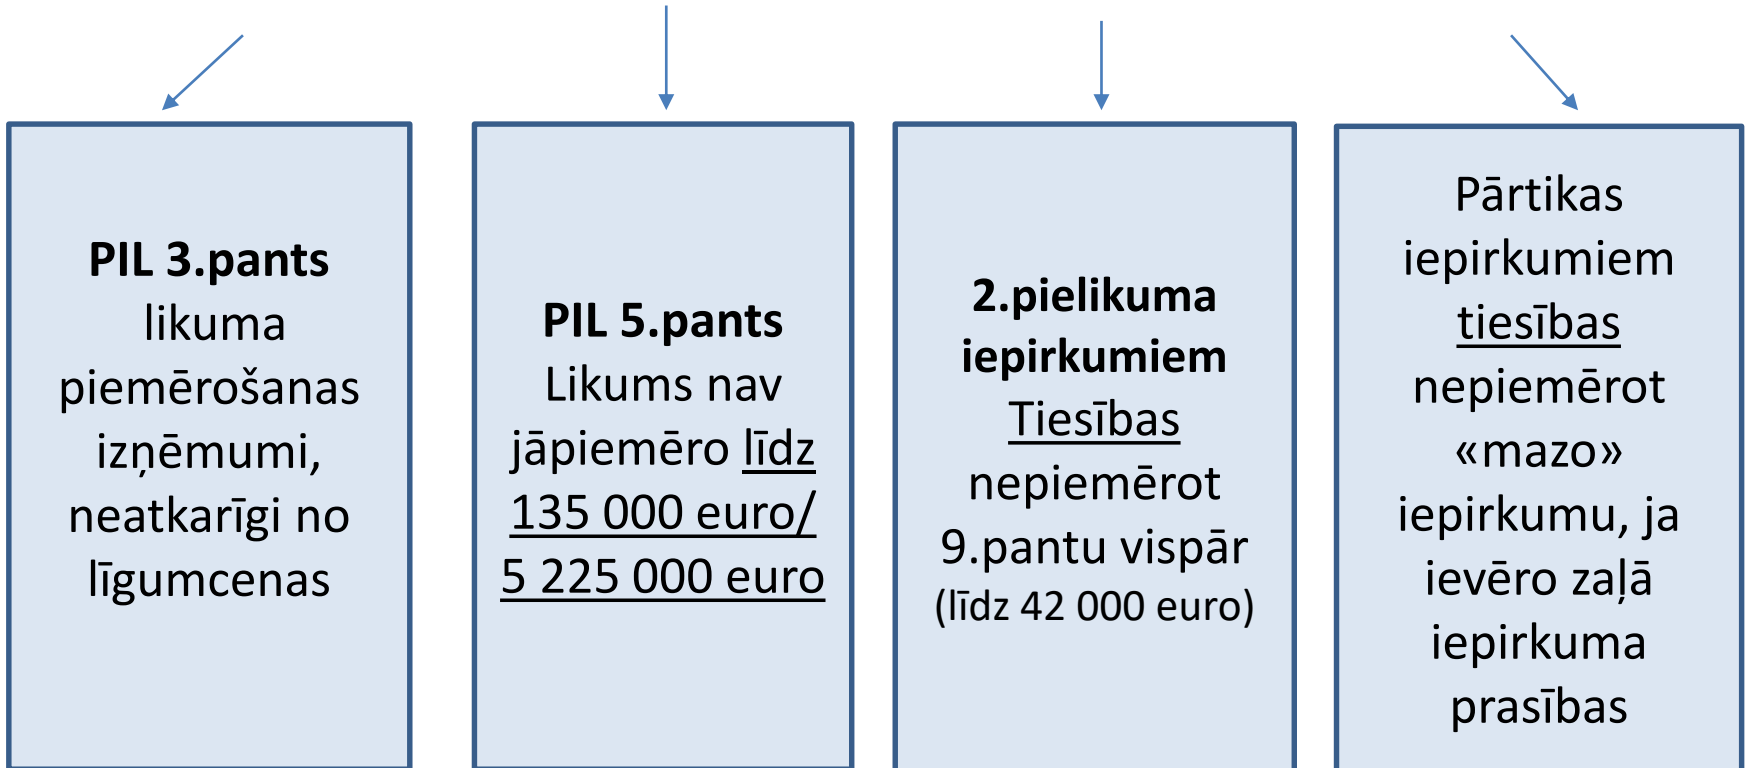 PIL 3.pants
likuma
piemērošanas
izņēmumi,
neatkarīgi no
līgumcenas
PIL 5.pants
Likums nav
jāpiemēro līdz
135 000 euro/
5 225 000 euro
2.pielikuma
iepirkumiem
Tiesības
nepiemērot
9.pantu vispār
(līdz 42 000 euro)
Pārtikas
iepirkumiem
tiesības
nepiemērot
«mazo»
iepirkumu, ja
ievēro zaļā
iepirkuma
prasības